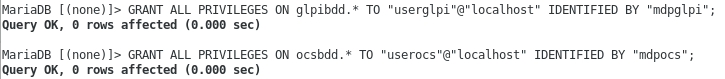 MariaDB [(none)]> GRANT ALL PRIVILEGES ON glpibdd.* TO "userglpi"@"localhost" IDENTIFIED BY "mdpglpi";
Query OK, 0 rows affected (0.000 sec)
MariaDB [(none)]> GRANT ALL PRIVILEGES ON ocsbdd.* TO "userocs"@"localhost" IDENTIFIED BY "mdpocs";
Query OK, 0 rows affected (0.000 sec)